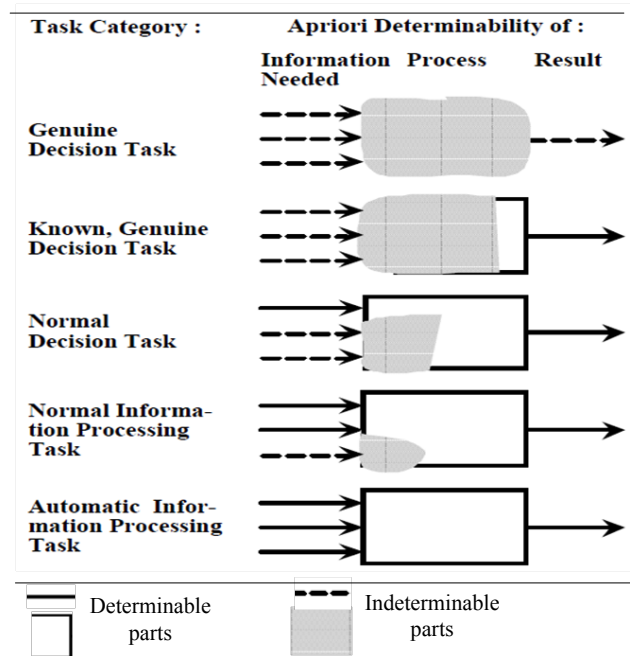 Task Category :
Apriori Determinability of :
Information Needed
Process
Result
Genuine
Decision Task
Known, Genuine
Decision Task
Normal
Decision Task
Normal Informa-
tion Processing
Task
Automatic Infor-
mation Processing
Task
Determinable
parts
Indeterminable
parts